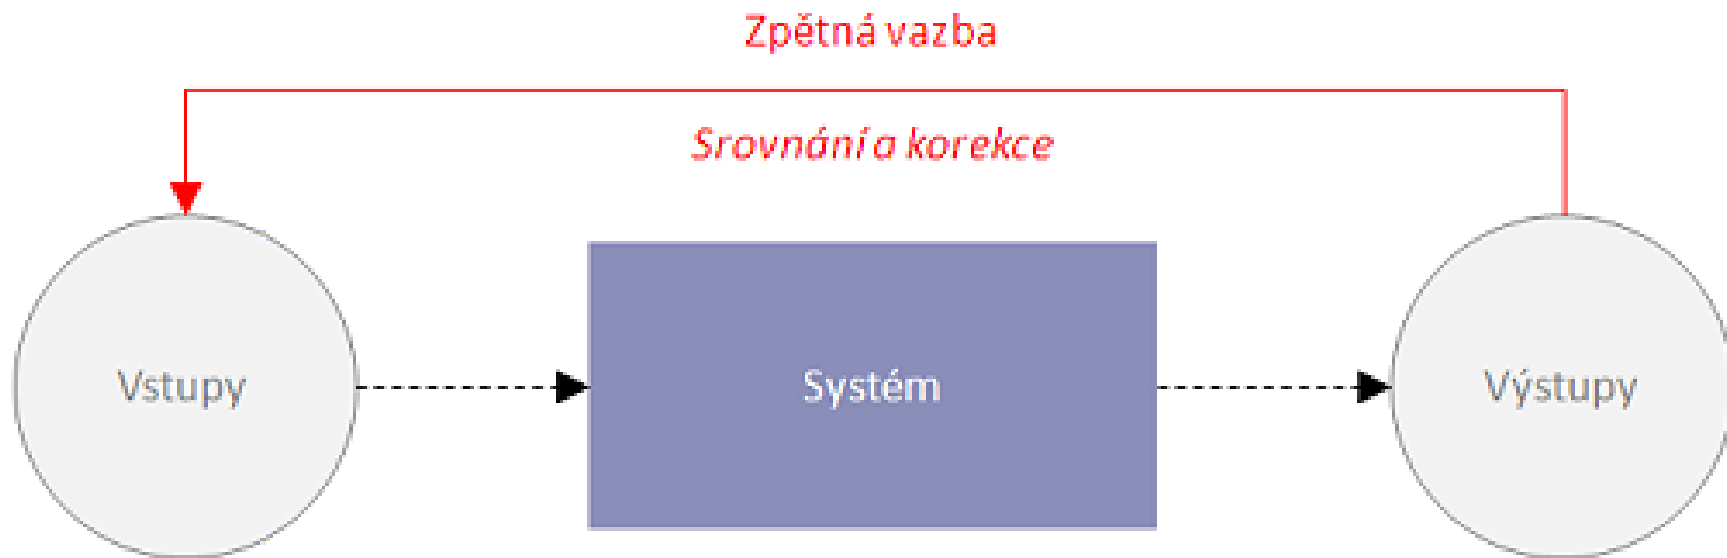 Zpětná vazba
Srovnání a korekce
Vstupy
Systém
Výstupy